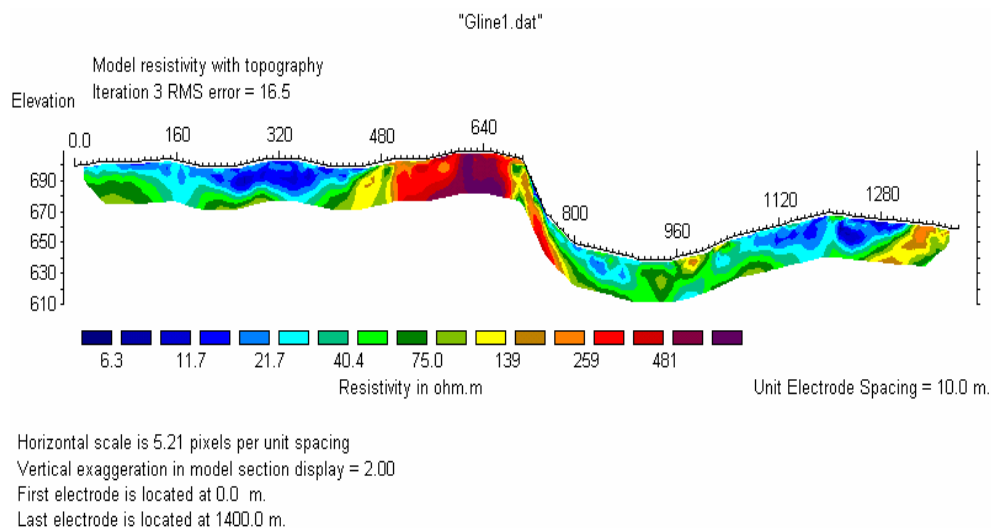 "Gline1.dat"
Model resistivity with topography
Iteration 3 RMS error = 16.5
Elevation
0.0 160 320 480 640
690
670
650
630
610
800 960 1120 1280
6.3 11.7 21.7 40.4 75.0 139 259 481
Resistivity in ohm.m
Unit Electrode Spacing = 10.0 m.
Horizontal scale is 5.21 pixels per unit spacing
Vertical exaggeration in model section display = 2.00
First electrode is located at 0.0 m.
Last electrode is located at 1400.0 m.